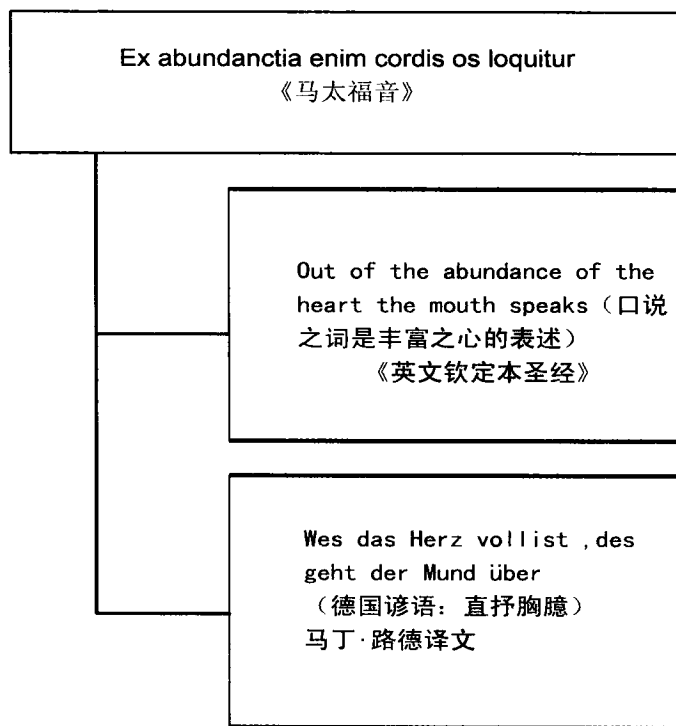 Ex abundanctia enim cordis os loquitur
《马太福音》
Out of the abundance of the
heart the mouth speaks（口说
之词是丰富之心的表述）
《英文钦定本圣经》
Wes das Herz vollist ,des
geht der Mund über
（德国谚语：直抒胸臆）
马丁·路德译文